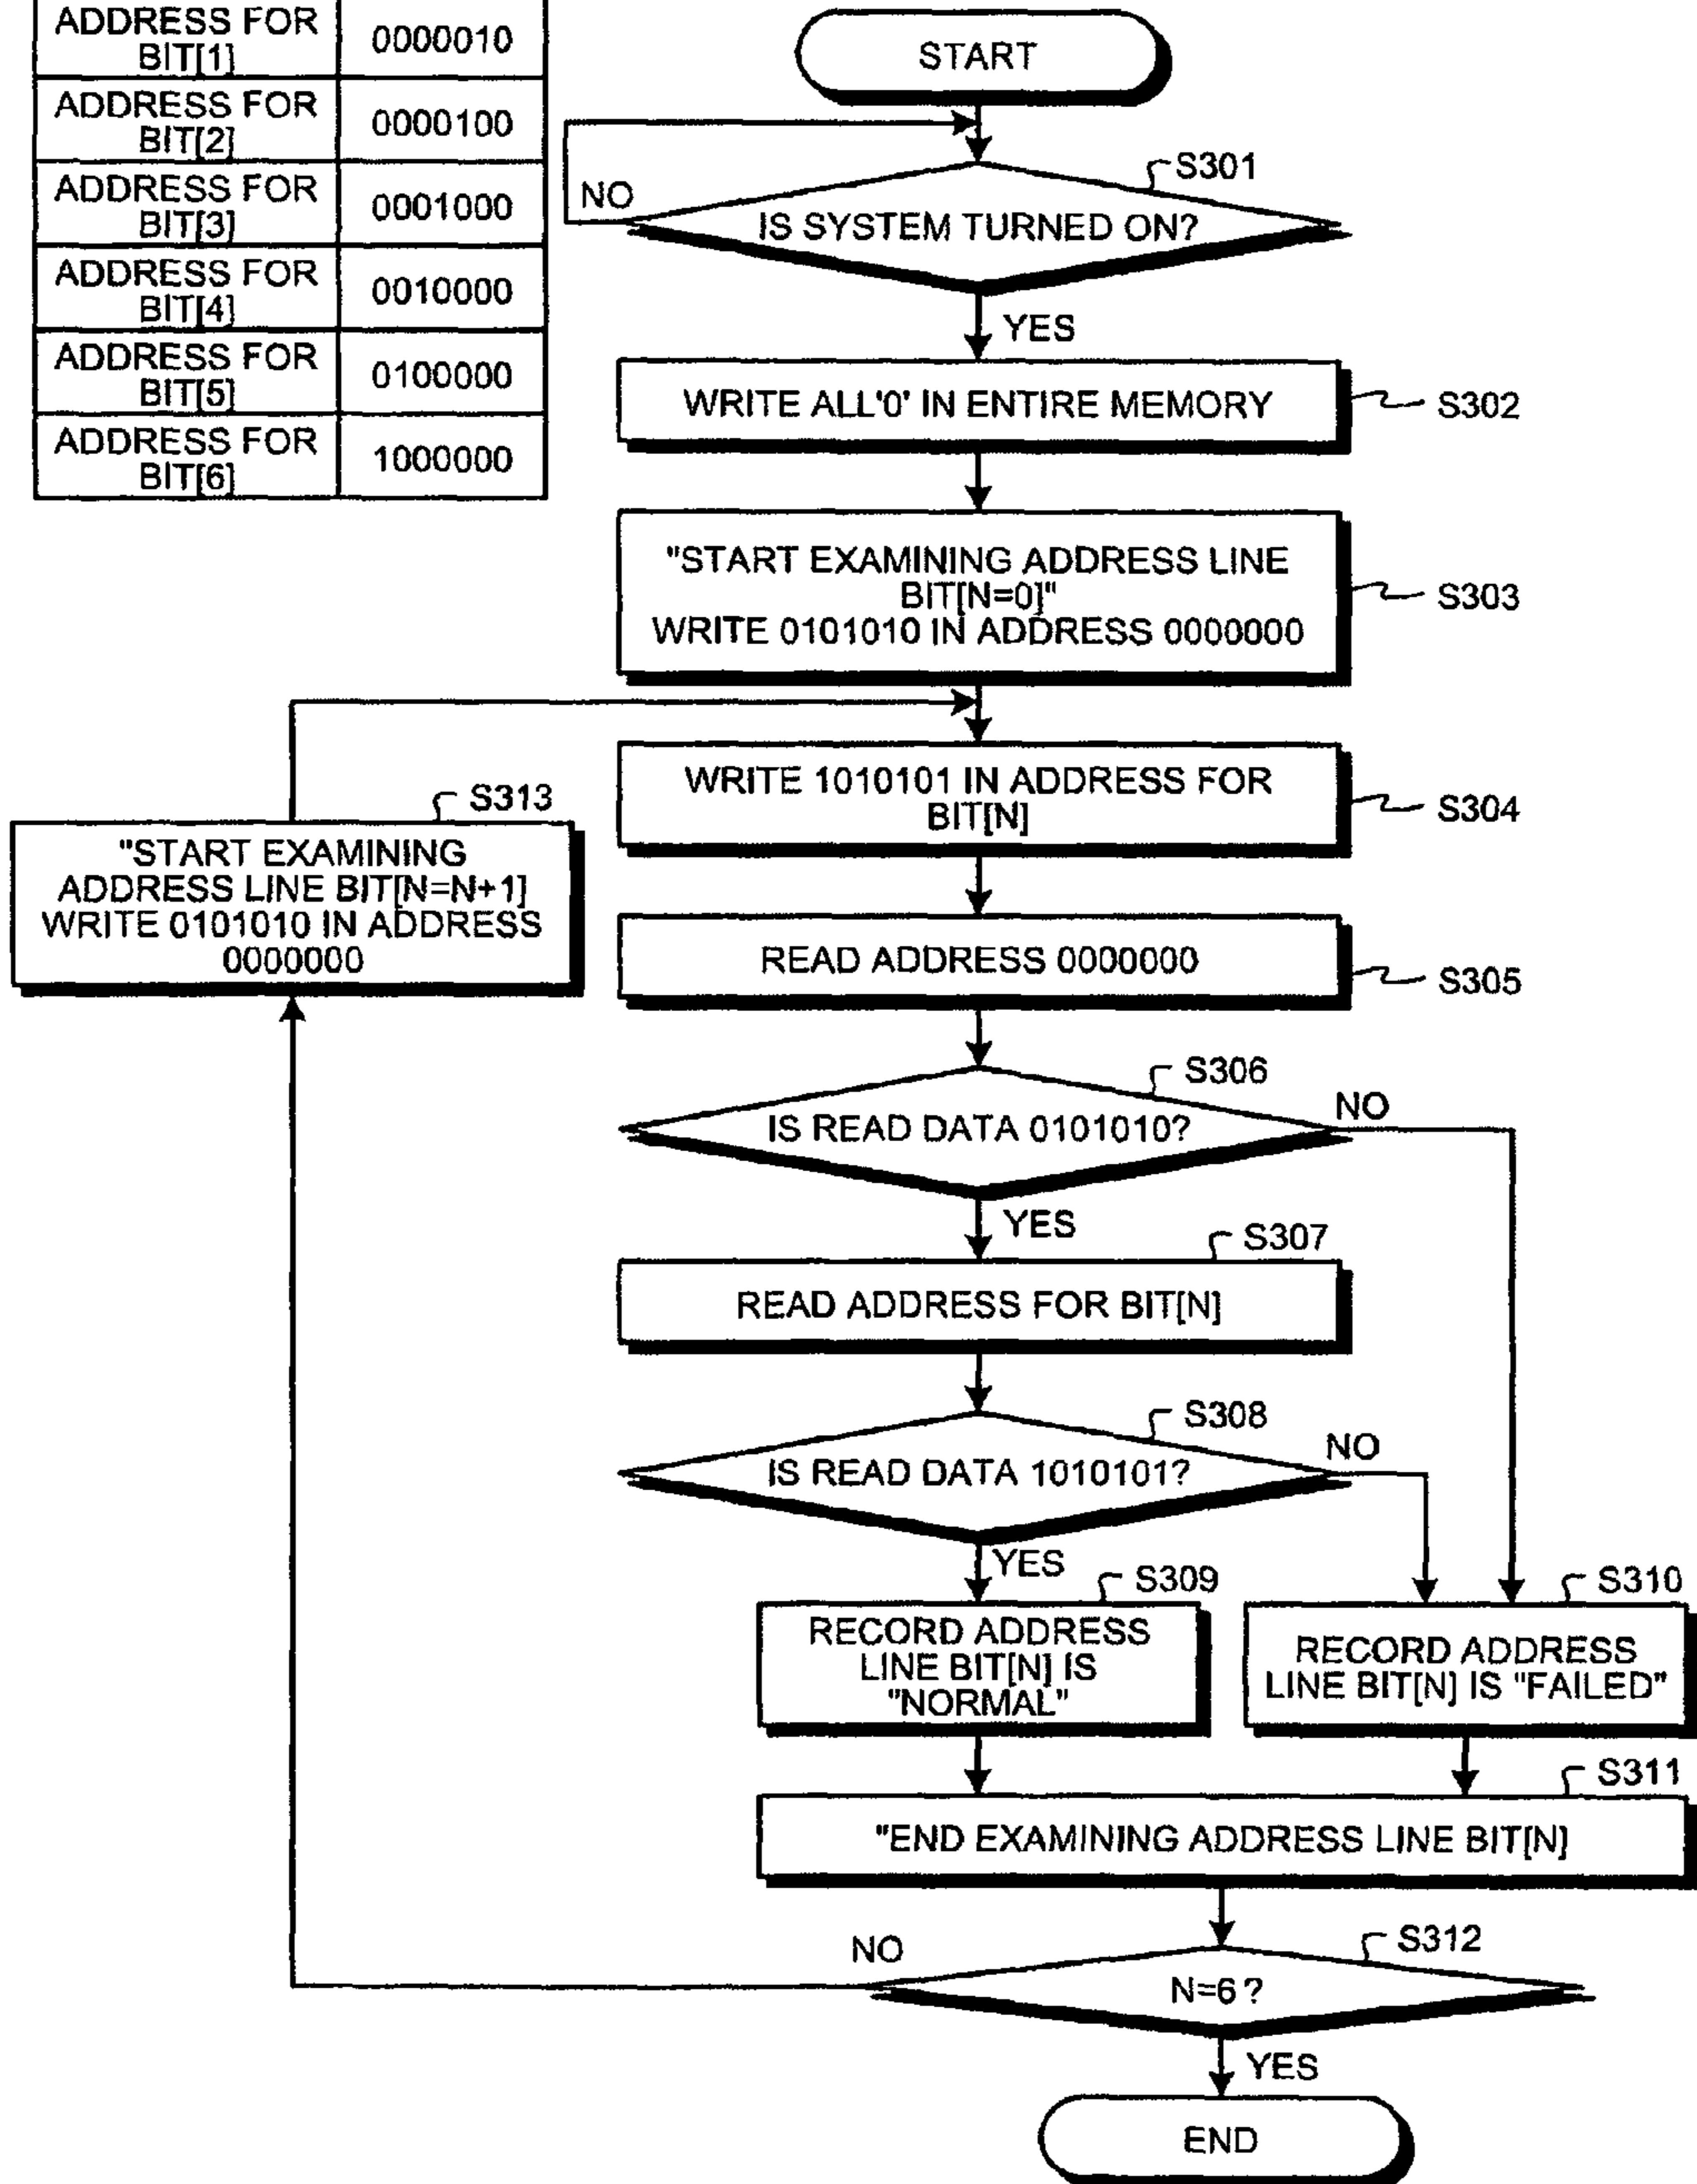 ADDRESS FOR
BIT[1]
0000010
ADDRESS FOR
BIT[2]
0000100
ADDRESS FOR
BIT[3]
0001000
ADDRESS FOR
BIT[4]
0010000
ADDRESS FOR
BIT[5]
0100000
ADDRESS FOR
BIT[6]
1000000
START
S301
NO
IS SYSTEM TURNED ON?
YES
WRITE ALL'0' IN ENTIRE MEMORY
S302
"START EXAMINING ADDRESS LINE
BIT[N=0]"
WRITE 0101010 IN ADDRESS 0000000
S303
WRITE 1010101 IN ADDRESS FOR
BIT[N]
S304
S313
"START EXAMINING
ADDRESS LINE BIT[N=N+1]
WRITE 0101010 IN ADDRESS
0000000
READ ADDRESS 0000000
S305
S306
IS READ DATA 0101010?
NO
YES
S307
READ ADDRESS FOR BIT[N]
S308
IS READ DATA 1010101?
NO
YES
S309
RECORD ADDRESS
LINE BIT[N] IS
"NORMAL"
S310
RECORD ADDRESS
LINE BIT[N] IS "FAILED"
S311
"END EXAMINING ADDRESS LINE BIT[N]
S312
NO
N=6?
YES
END